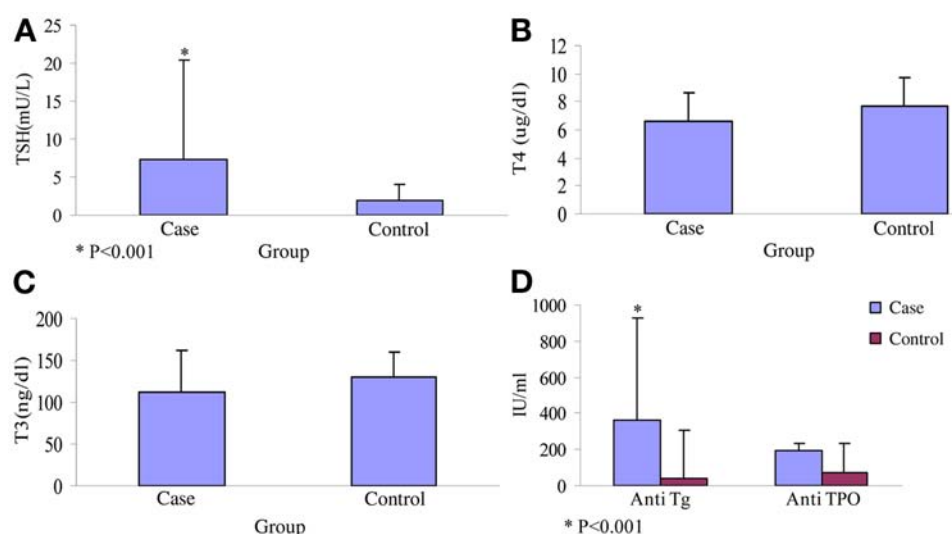 A
TSH(mU/L)
25
20
15
10
5
0
*
Case
Control
* P<0.001
Group
B
T4 (ug/dl)
12
10
8
6
4
2
0
Case
Control
Group
C
T3(ng/dl)
200
150
100
50
0
Case
Control
Group
D
IU/ml
1000
800
600
400
200
0
*
Case
Control
Anti Tg
Anti TPO
* P<0.001